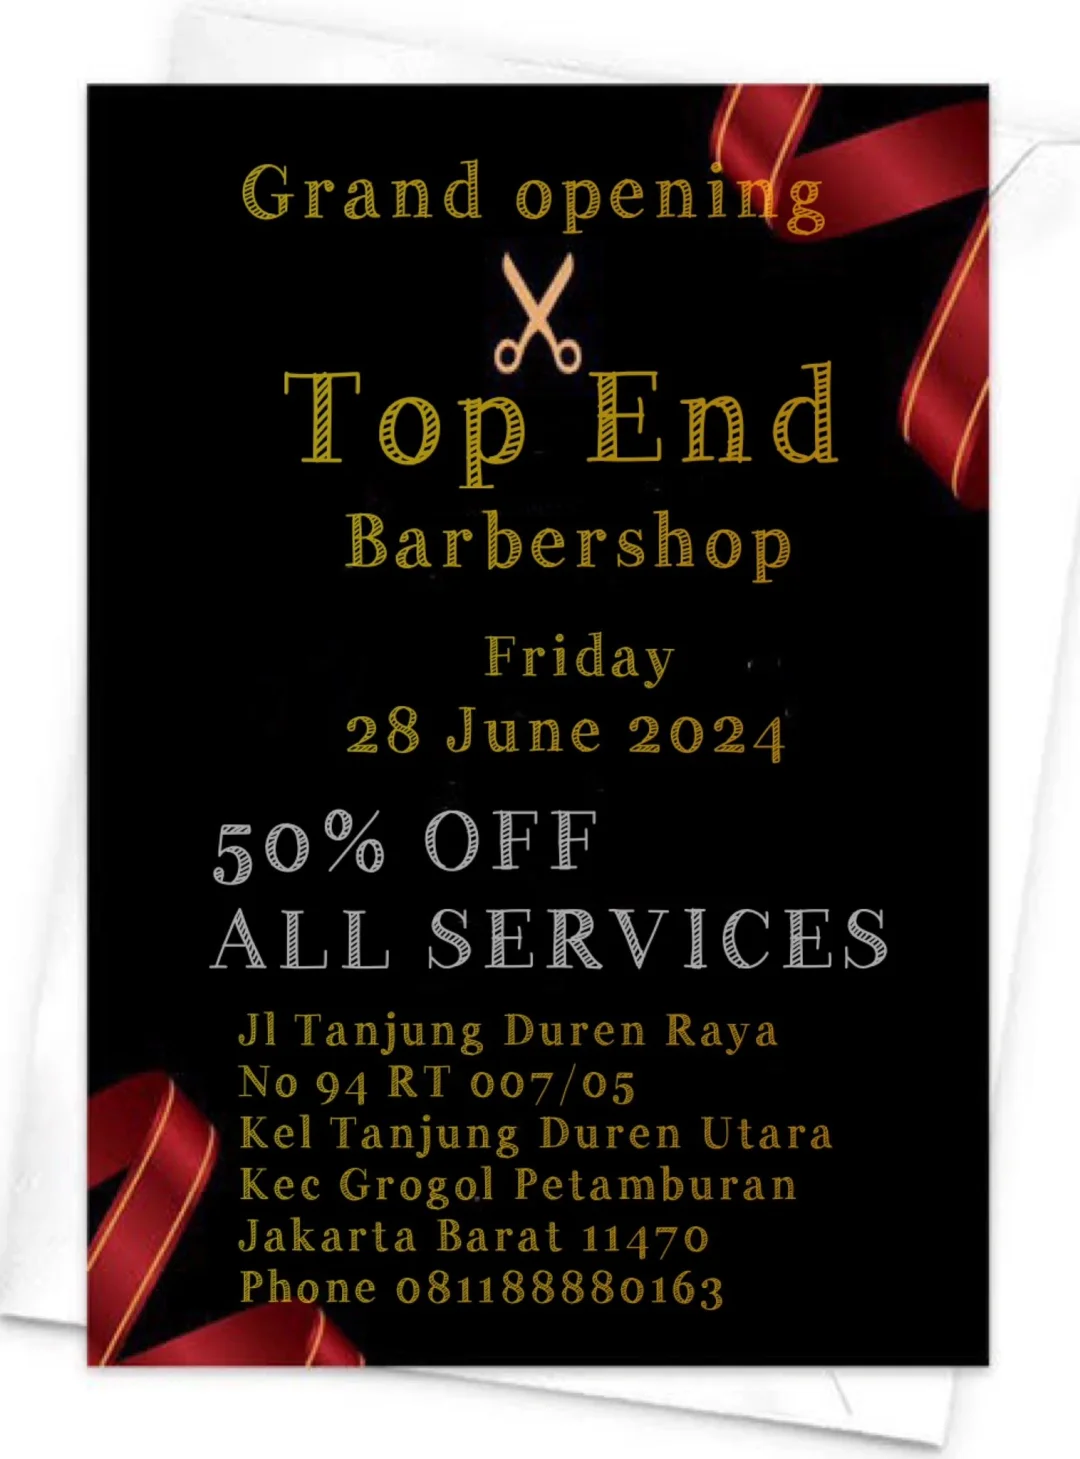 Grand opening
Top End
Barbershop
Friday
28 June 2024
50% OFF
ALL SERVICES
Jl Tanjung Duren Raya
No 94 RT 007/05
Kel Tanjung Duren Utara
Kec Grogol Petamburan
Jakarta Barat 11470
Phone 0811888880163